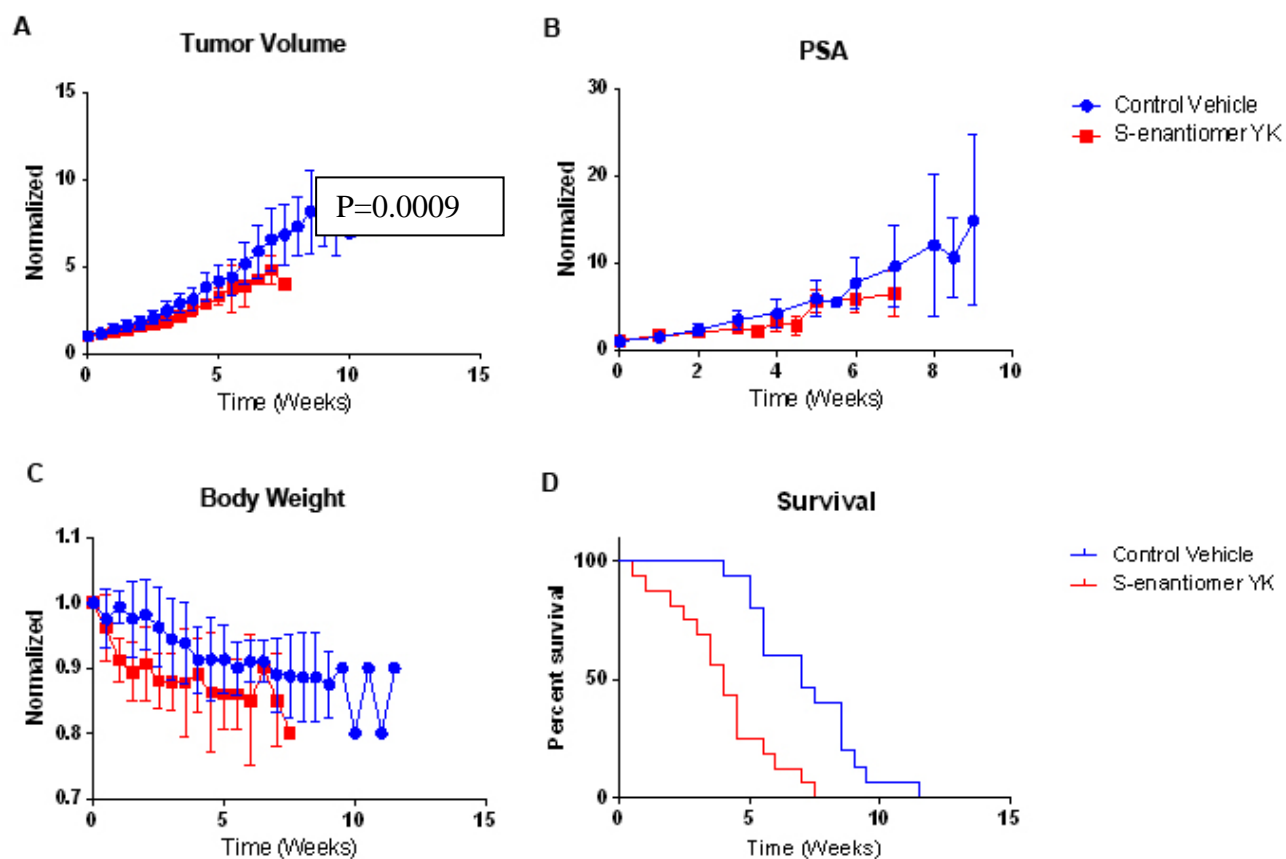 A
Tumor Volume
15
10
5
0
Normalized
P=0.0009
0 5 10 15
Time (Weeks)
B
PSA
30
20
10
0
Normalized
0 2 4 6 8 10
Time (Weeks)
Control Vehicle
S-enantiomer YK
C
Body Weight
1.1
1.0
0.9
0.8
0.7
Normalized
0 5 10 15
Time (Weeks)
D
Survival
100
50
0
Percent survival
0 5 10 15
Time (Weeks)
Control Vehicle
S-enantiomer YK